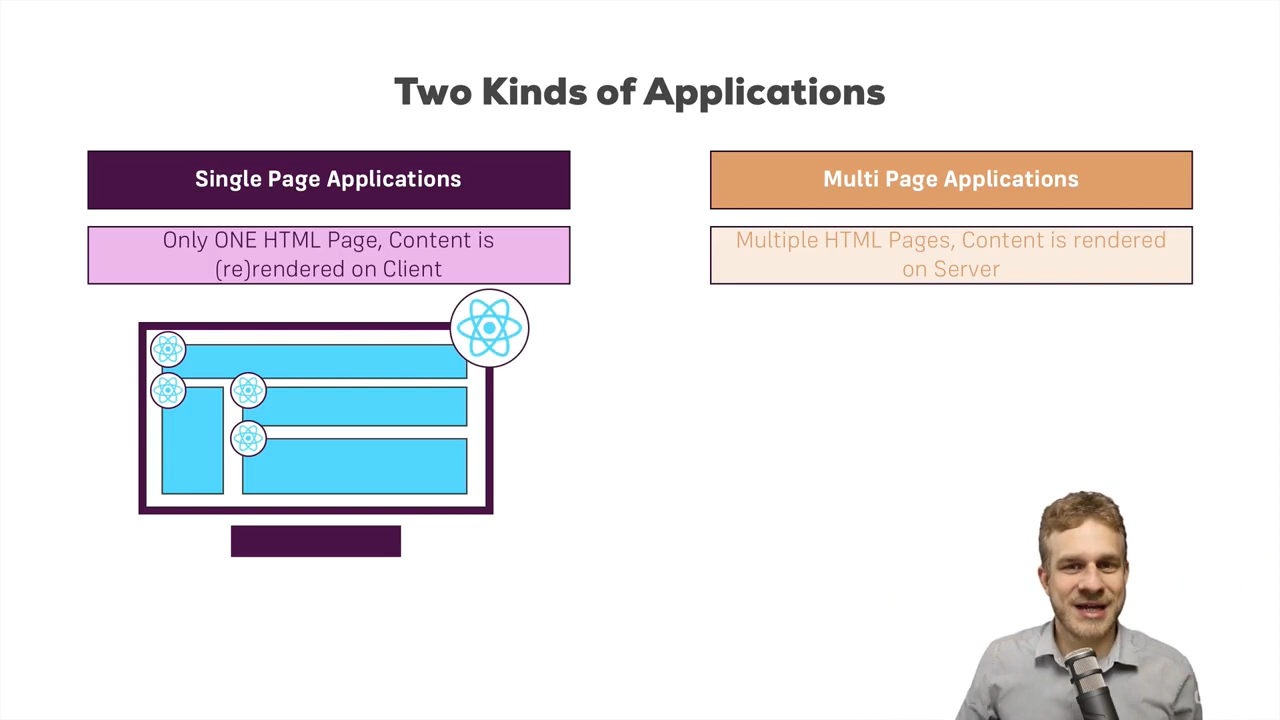 Two Kinds of Applications
Single Page Applications
Only ONE HTML Page, Content is
(re)rendered on Client
Multi Page Applications
Multiple HTML Pages, Content is rendered
on Server